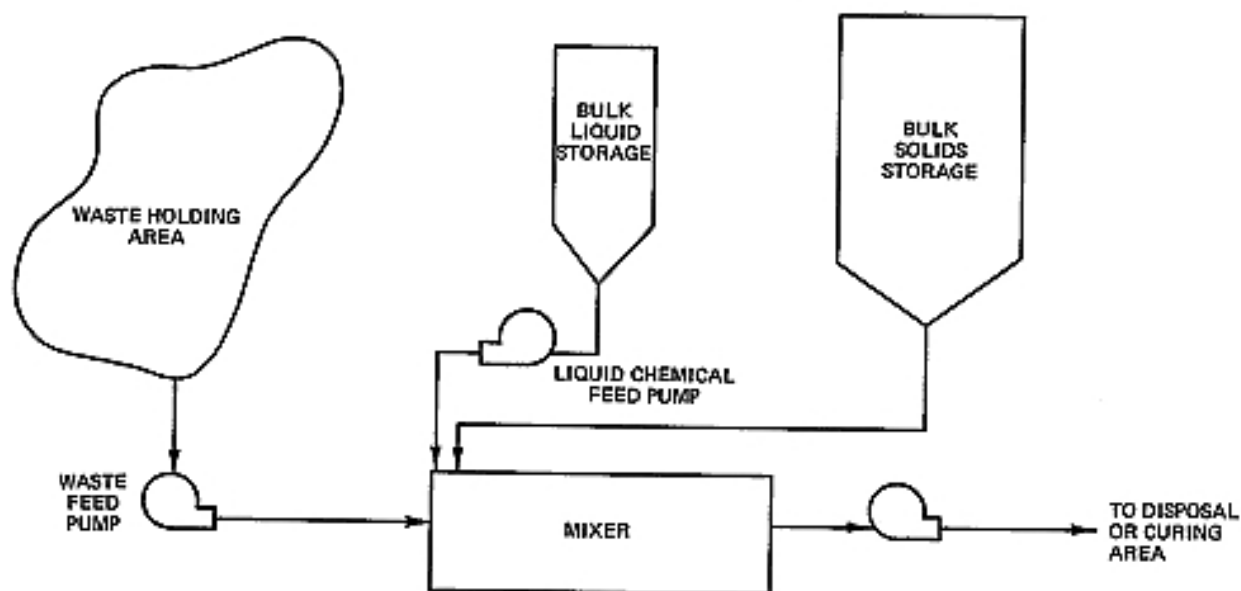 BULK
LIQUID
STORAGE
BULK
SOLIDS
STORAGE
WASTE HOLDING
AREA
LIQUID CHEMICAL
FEED PUMP
WASTE
FEED
PUMP
MIXER
TO DISPOSAL
OR CURING
AREA